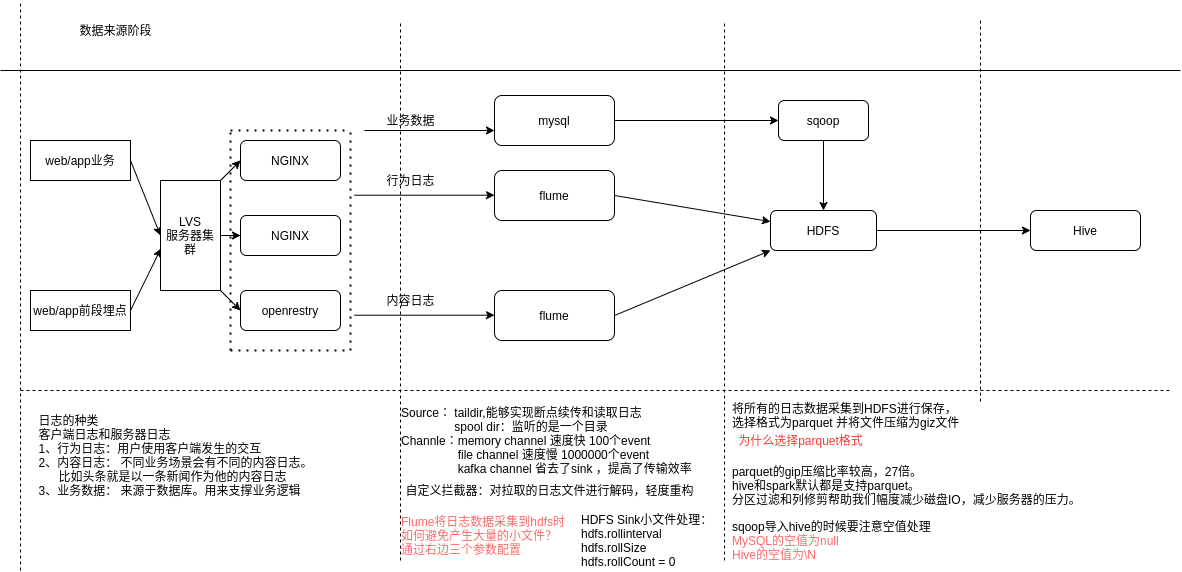 数据来源阶段
业务数据
mysql
sqoop
web/app业务
NGINX
行为日志
flume
LVS
服务器集
群
NGINX
HDFS
Hive
web/app前段埋点
openrestry
内容日志
flume
日志的种类
客户端日志和服务器日志
1、行为日志：用户使用客户端发生的交互
2、内容日志： 不同业务场景会有不同的内容日志。
比如头条就是以一条新闻作为他的内容日志
3、业务数据： 来源于数据库。用来支撑业务逻辑
Source： taildir,能够实现断点续传和读取日志
spool dir：监听的是一个目录
Channle：memory channel 速度快 100个event
file channel 速度慢 1000000个event
kafka channel 省去了sink ，提高了传输效率
自定义拦截器：对拉取的日志文件进行解码，轻度重构
Flume将日志数据采集到hdfs时
如何避免产生大量的小文件?
通过右边三个参数配置
HDFS Sink小文件处理：
hdfs.rollinterval
hdfs.rollSize
hdfs.rollCount = 0
将所有的日志数据采集到HDFS进行保存，
选择格式为parquet 并将文件压缩为giz文件
为什么选择parquet格式
parquet的gip压缩比率较高，27倍。
hive和spark默认都是支持parquet。
分区过滤和列修剪帮助我们幅度减少磁盘IO，减少服务器的压力。
sqoop导入hive的时候要注意空值处理
MySQL的空值为null
Hive的空值为\N